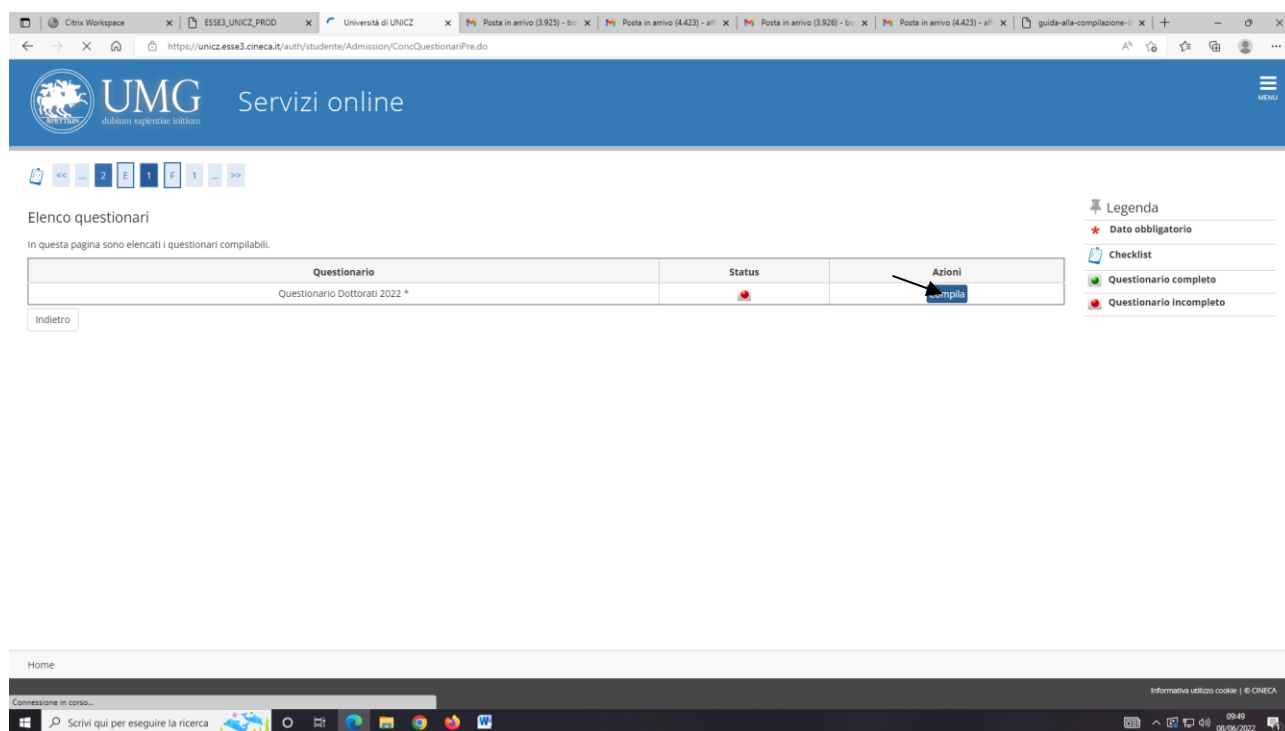 Citrix Workspace
ESSE3_UNICZ_PROD
Università di UNICZ
Posta in arrivo (3.925) - bo
Posta in arrivo (4.423) - aff
Posta in arrivo (3.926) - bo
Posta in arrivo (4.423) - aff
guida-alla-compilazione-d
https://unicz.esse3.cineca.it/auth/studente/Admission/ConcQuestionariPre.do
UMG
dubium sapientiae initium
Servizi online
MENU
<< ... 2 E 1 F 1 ... >>
Elenco questionari
In questa pagina sono elencati i questionari compilabili.
Questionario Status Azioni
Questionario Dottorati 2022 * Compila
Indietro
Legenda
Dato obbligatorio
Checklist
Questionario completo
Questionario incompleto
Home
Informativa utilizzo cookie | © CINECA
Connessione in corso...
Scrivi qui per eseguire la ricerca
09:49
08/06/2022